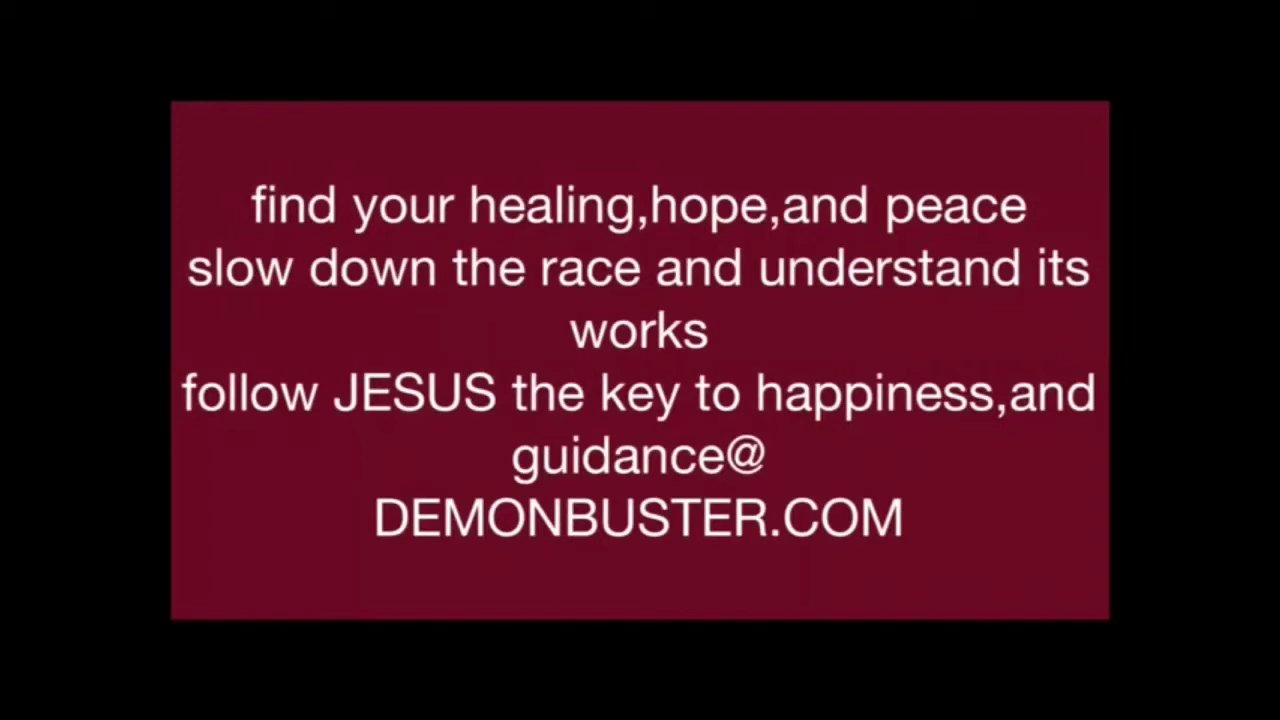 find your healing,hope,and peace
slow down the race and understand its
works
follow JESUS the key to happiness,and
guidance@
DEMONBUSTER.COM